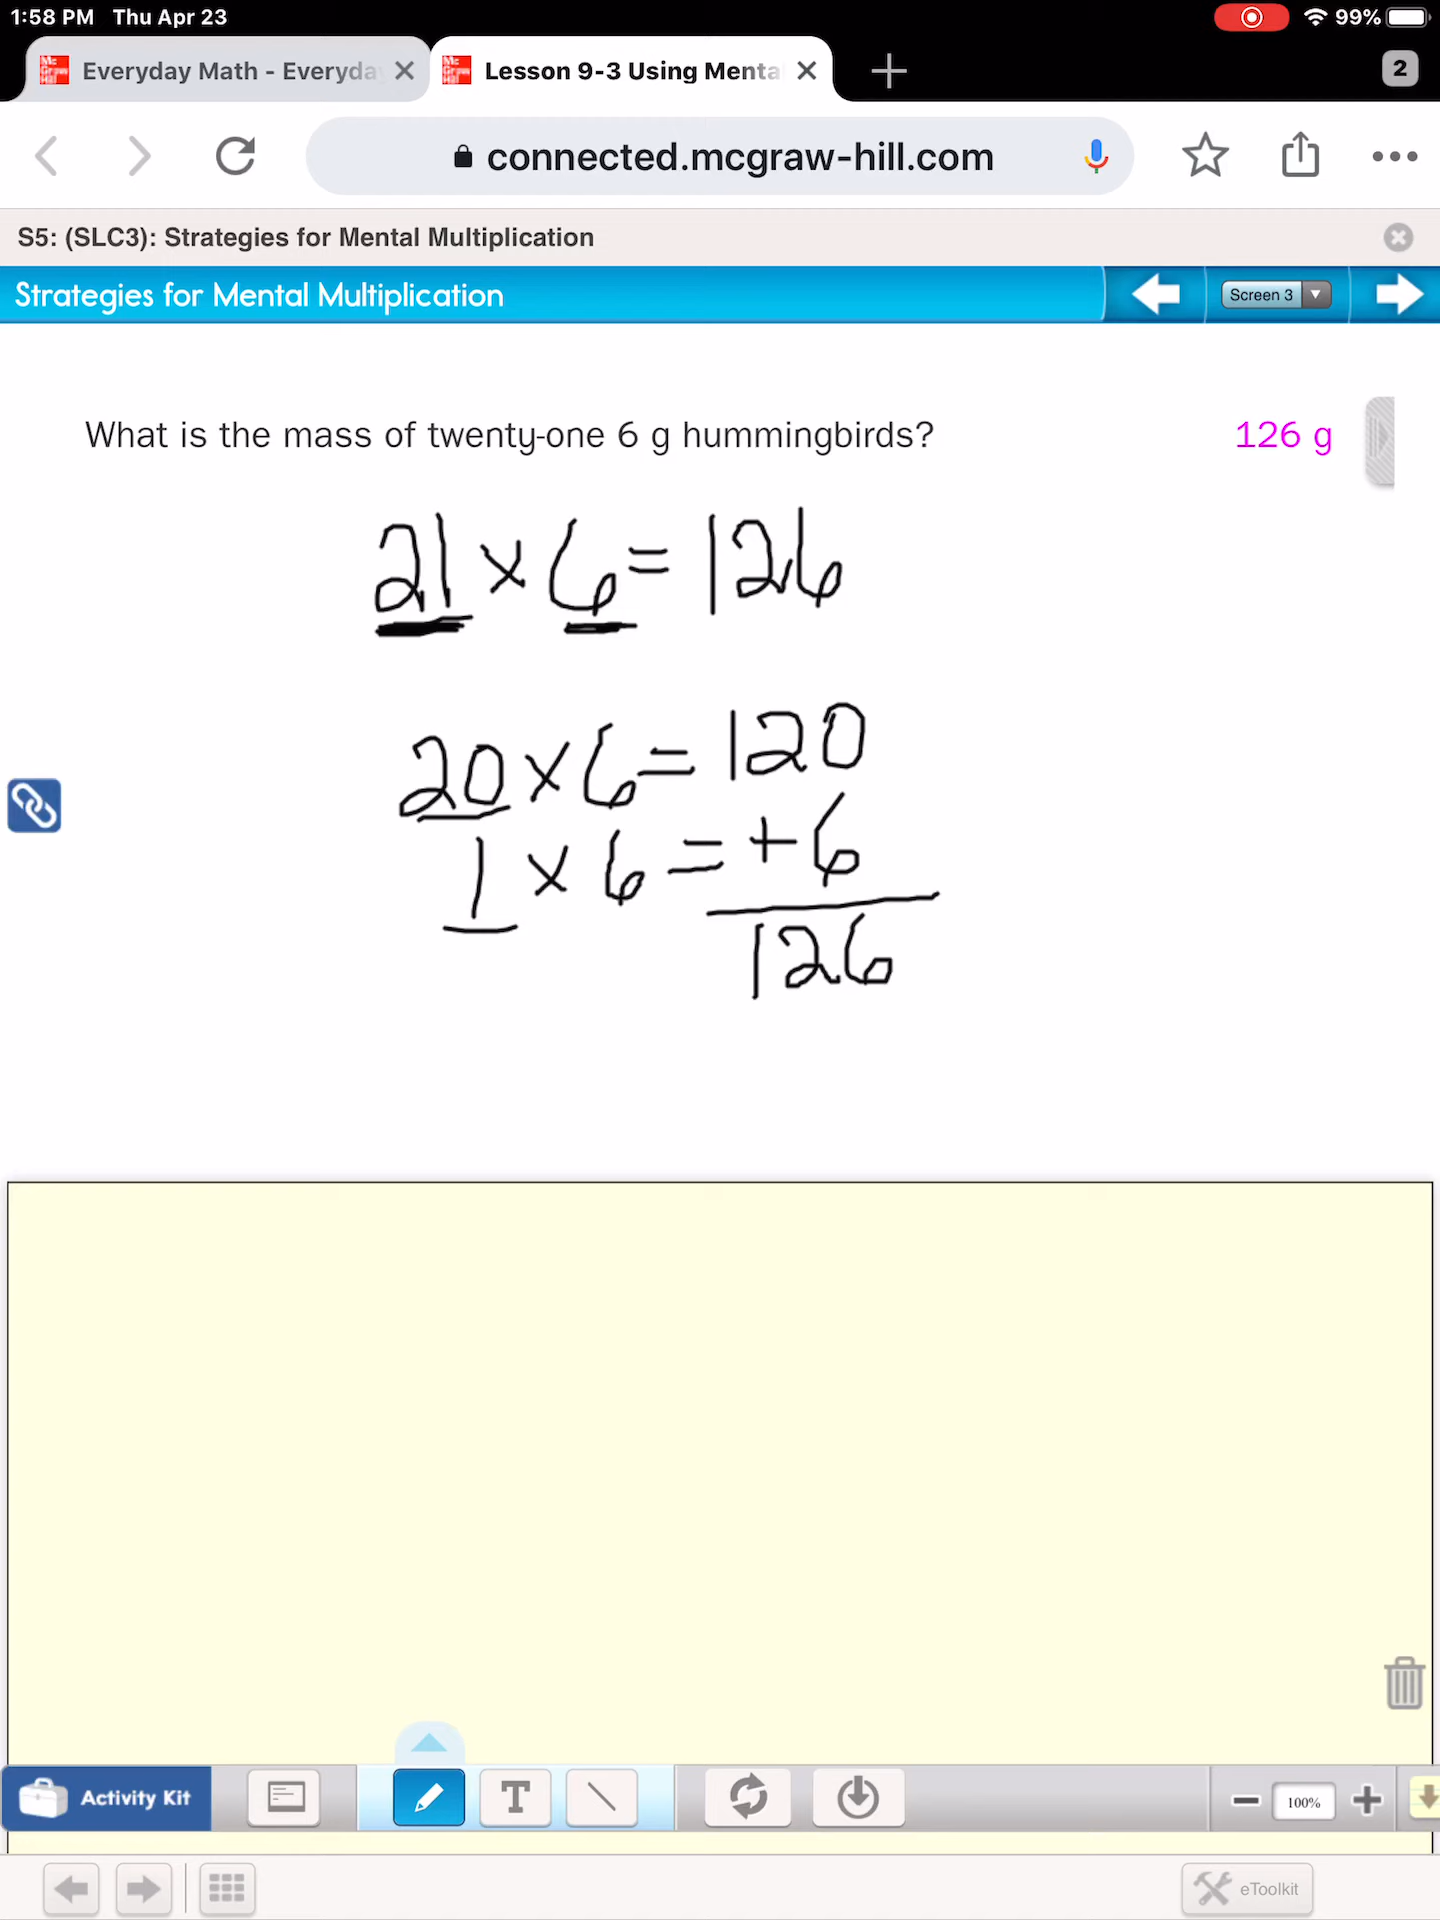 1:58 PM Thu Apr 23 99%
Everyday Math - Everyda Lesson 9-3 Using Menta 2
connected.mcgraw-hill.com
S5: (SLC3): Strategies for Mental Multiplication
Strategies for Mental Multiplication Screen 3
What is the mass of twenty-one 6 g hummingbirds? 126 g
21 × 6 = 126
20 × 6 = 120
1 × 6 = + 6
126
Activity Kit T 100%
eToolkit